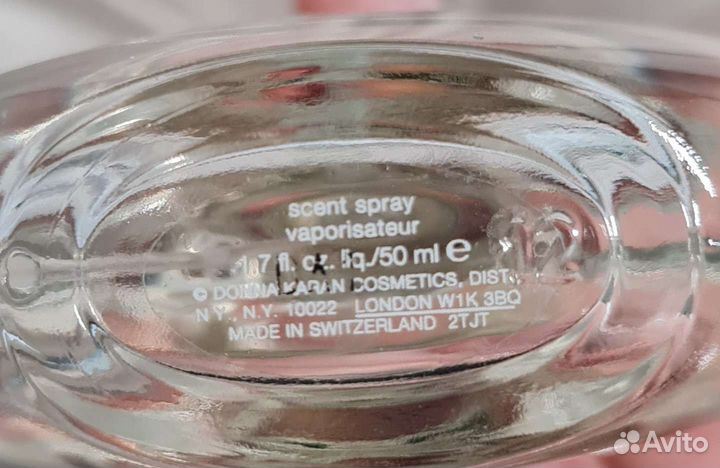 scent spray
vaporisateur
1.7 fl. oz. liq./50 ml e
© DONNA KARAN COSMETICS, DIST.
N.Y., N.Y. 10022 LONDON W1K 3BQ
MADE IN SWITZERLAND 2TJT
Avito